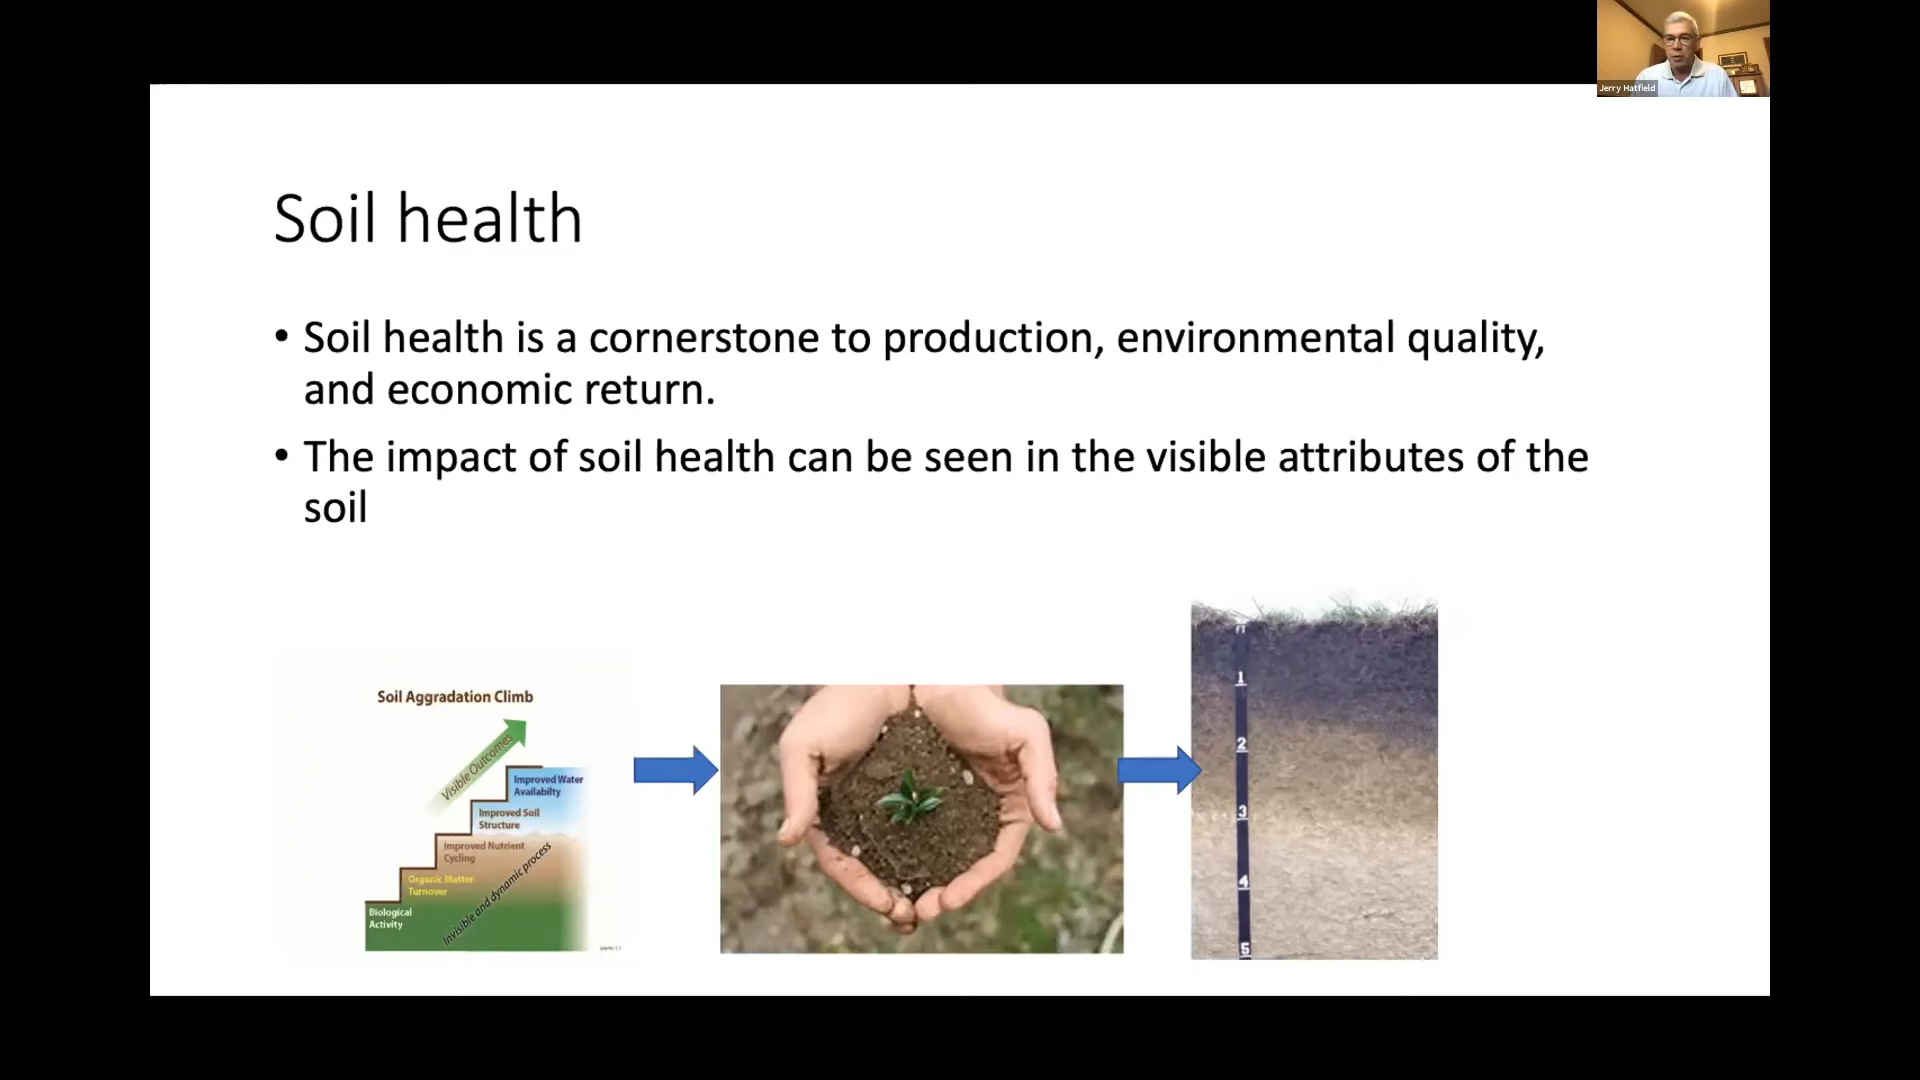 Jerry Hatfield
Soil health
• Soil health is a cornerstone to production, environmental quality,
and economic return.
• The impact of soil health can be seen in the visible attributes of the
soil
Soil Aggradation Climb
Visible Outcomes
Improved Water
Availabilty
Improved Soil
Structure
Improved Nutrient
Cycling
Organic Matter
Turnover
Biological
Activity
Invisible and dynamic process
1
2
3
4
5